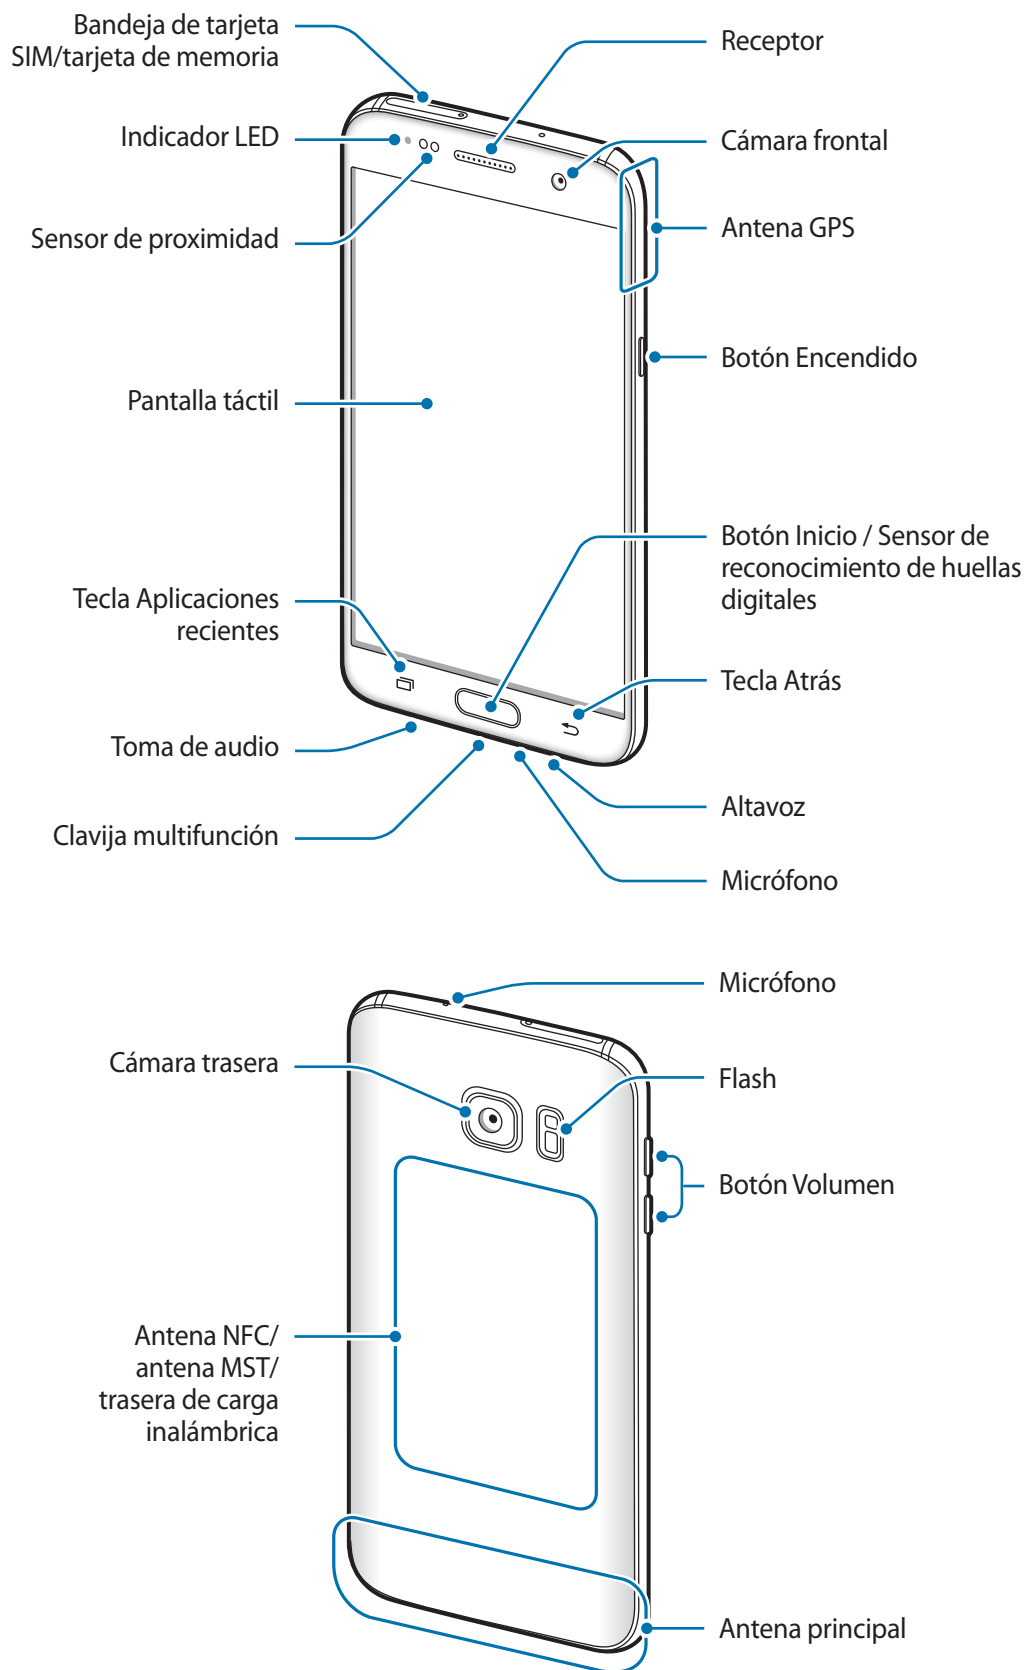 Bandeja de tarjeta
SIM/tarjeta de memoria
Indicador LED
Sensor de proximidad
Pantalla táctil
Tecla Aplicaciones
recientes
Toma de audio
Clavija multifunción
Receptor
Cámara frontal
Antena GPS
Botón Encendido
Botón Inicio / Sensor de
reconocimiento de huellas
digitales
Tecla Atrás
Altavoz
Micrófono
Cámara trasera
Antena NFC/
antena MST/
trasera de carga
inalámbrica
Micrófono
Flash
Botón Volumen
Antena principal